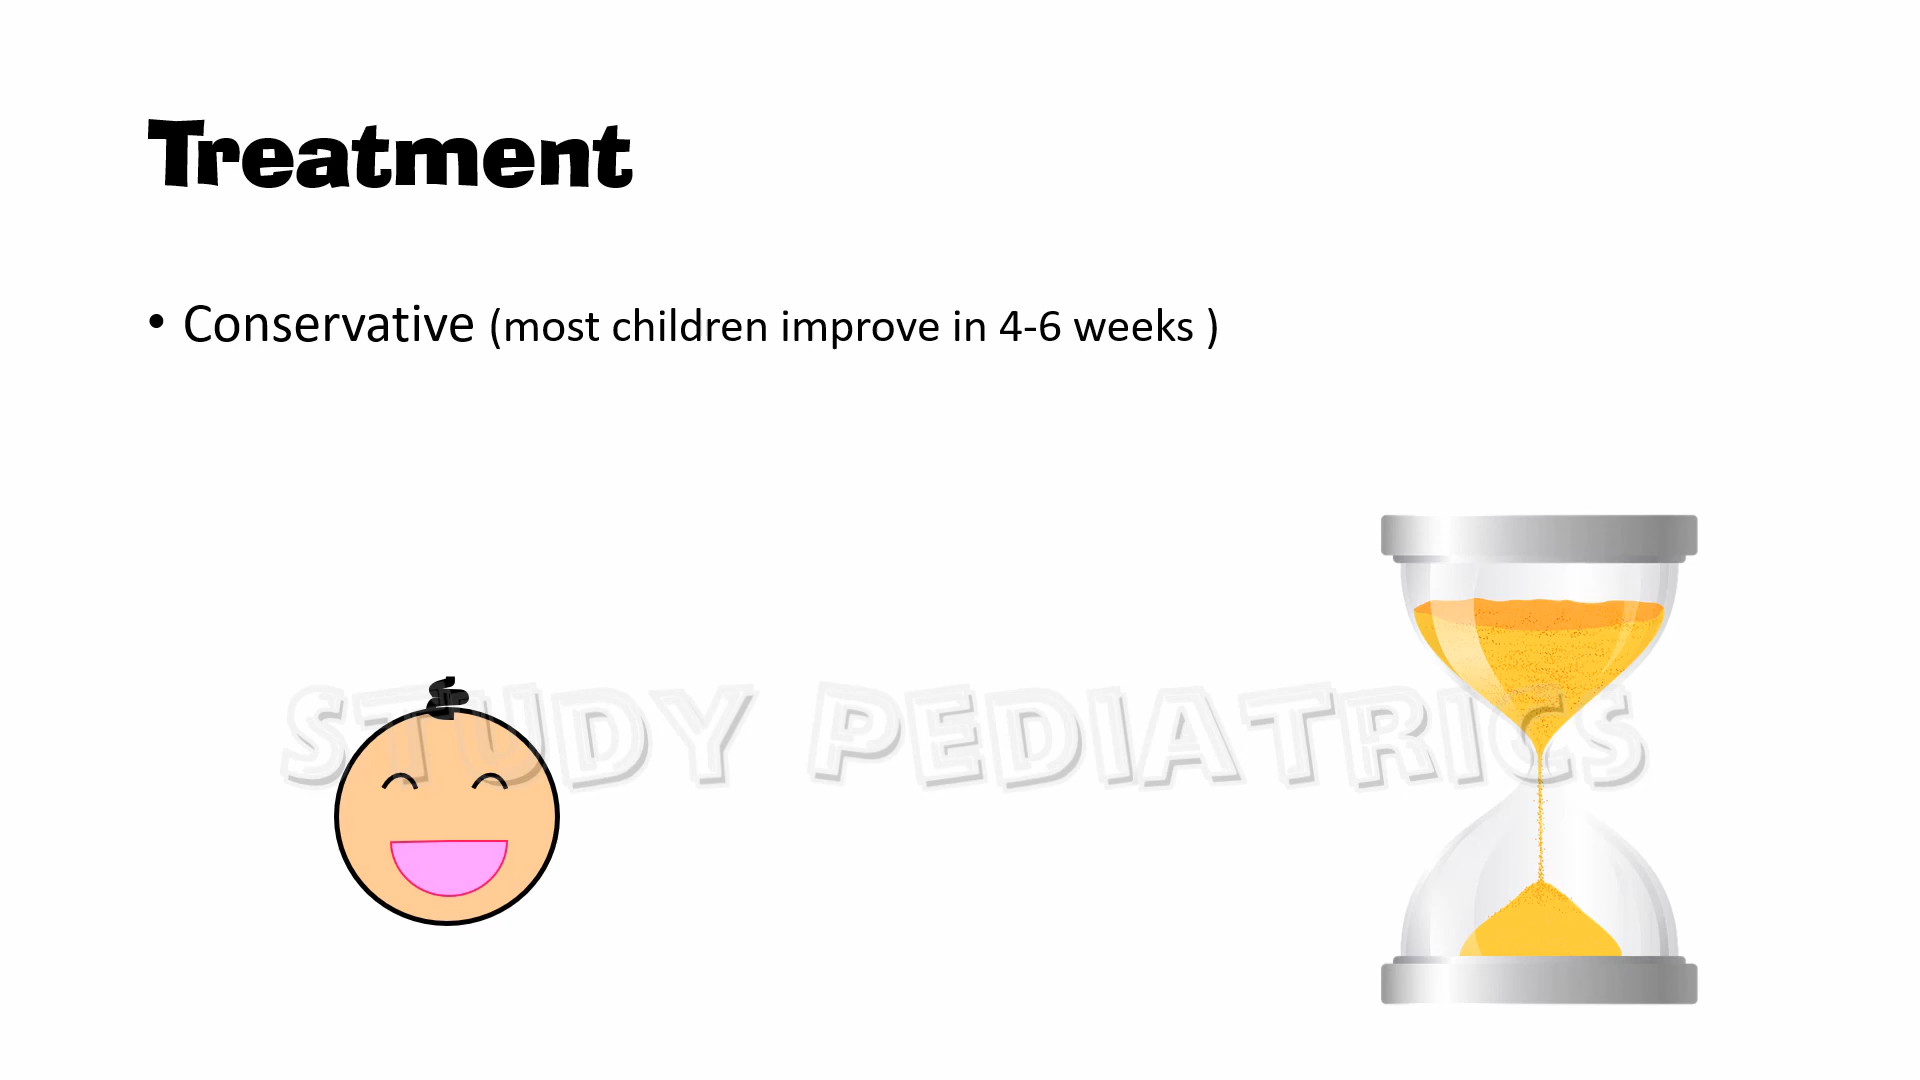 Treatment
• Conservative (most children improve in 4-6 weeks )
STUDY PEDIATRICS